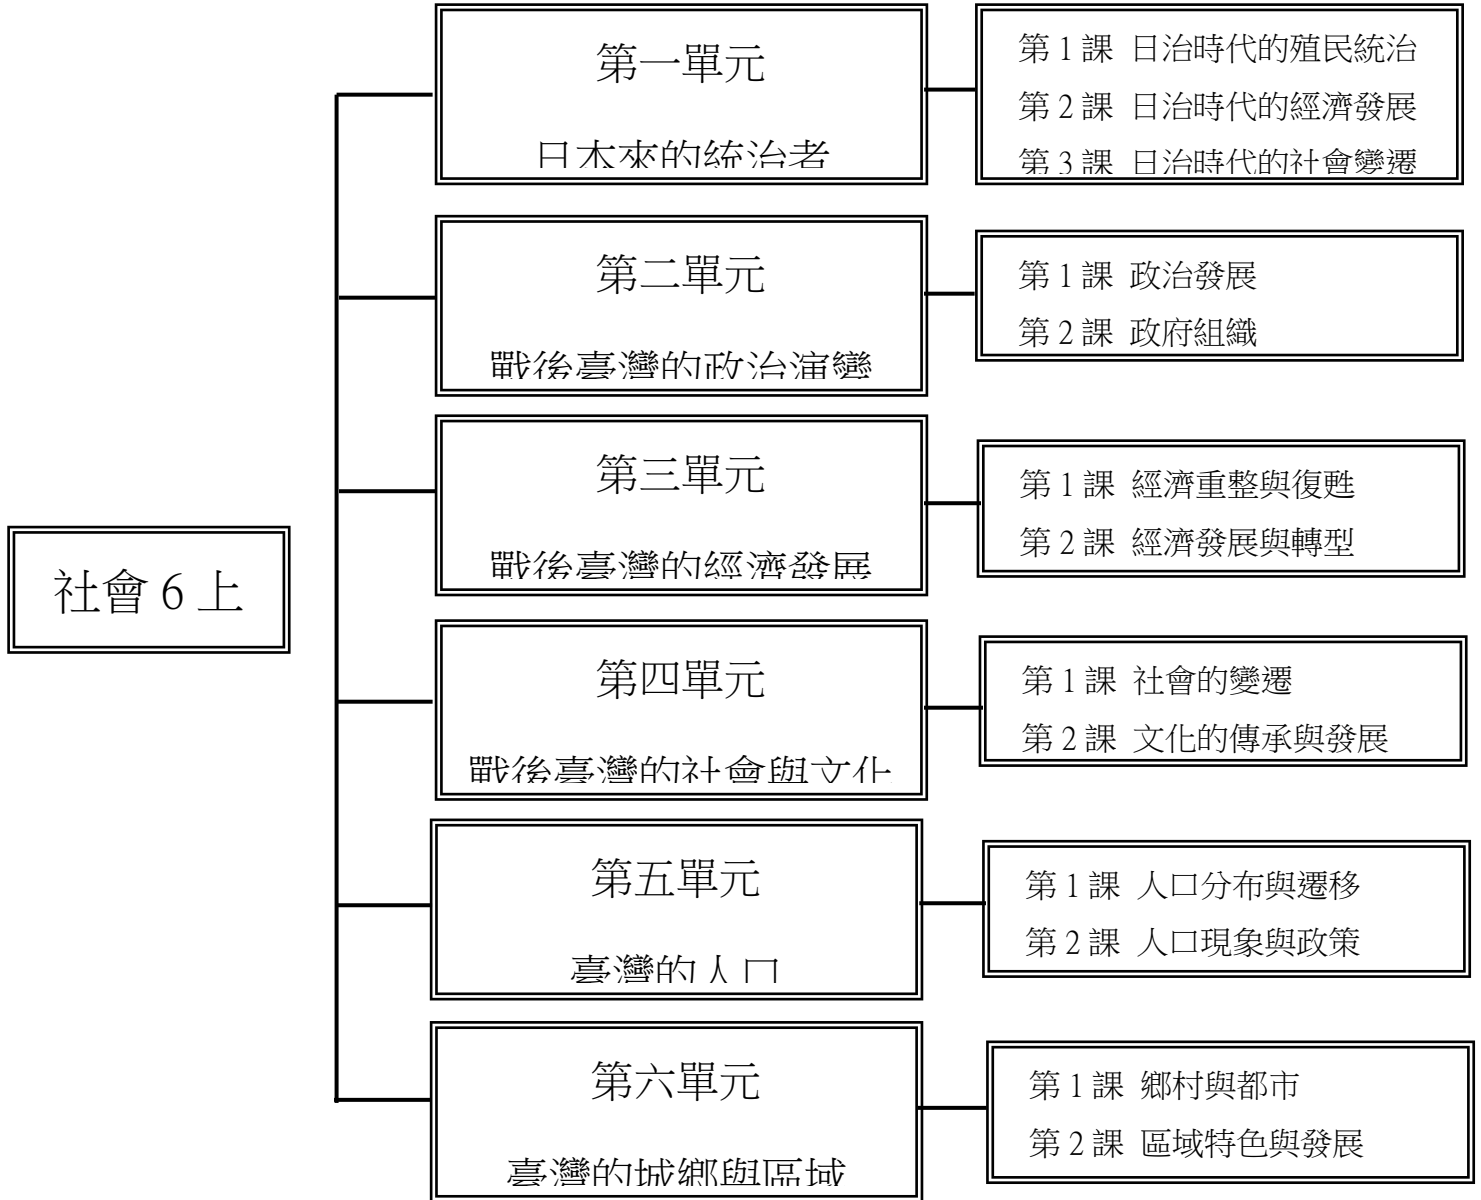 社會 6 上
第一單元
日本來的統治者
第 1 課 日治時代的殖民統治
第 2 課 日治時代的經濟發展
第 3 課 日治時代的社會變遷
第二單元
戰後臺灣的政治演變
第 1 課 政治發展
第 2 課 政府組織
第三單元
戰後臺灣的經濟發展
第 1 課 經濟重整與復甦
第 2 課 經濟發展與轉型
第四單元
戰後臺灣的社會與文化
第 1 課 社會的變遷
第 2 課 文化的傳承與發展
第五單元
臺灣的人口
第 1 課 人口分布與遷移
第 2 課 人口現象與政策
第六單元
臺灣的城鄉與區域
第 1 課 鄉村與都市
第 2 課 區域特色與發展